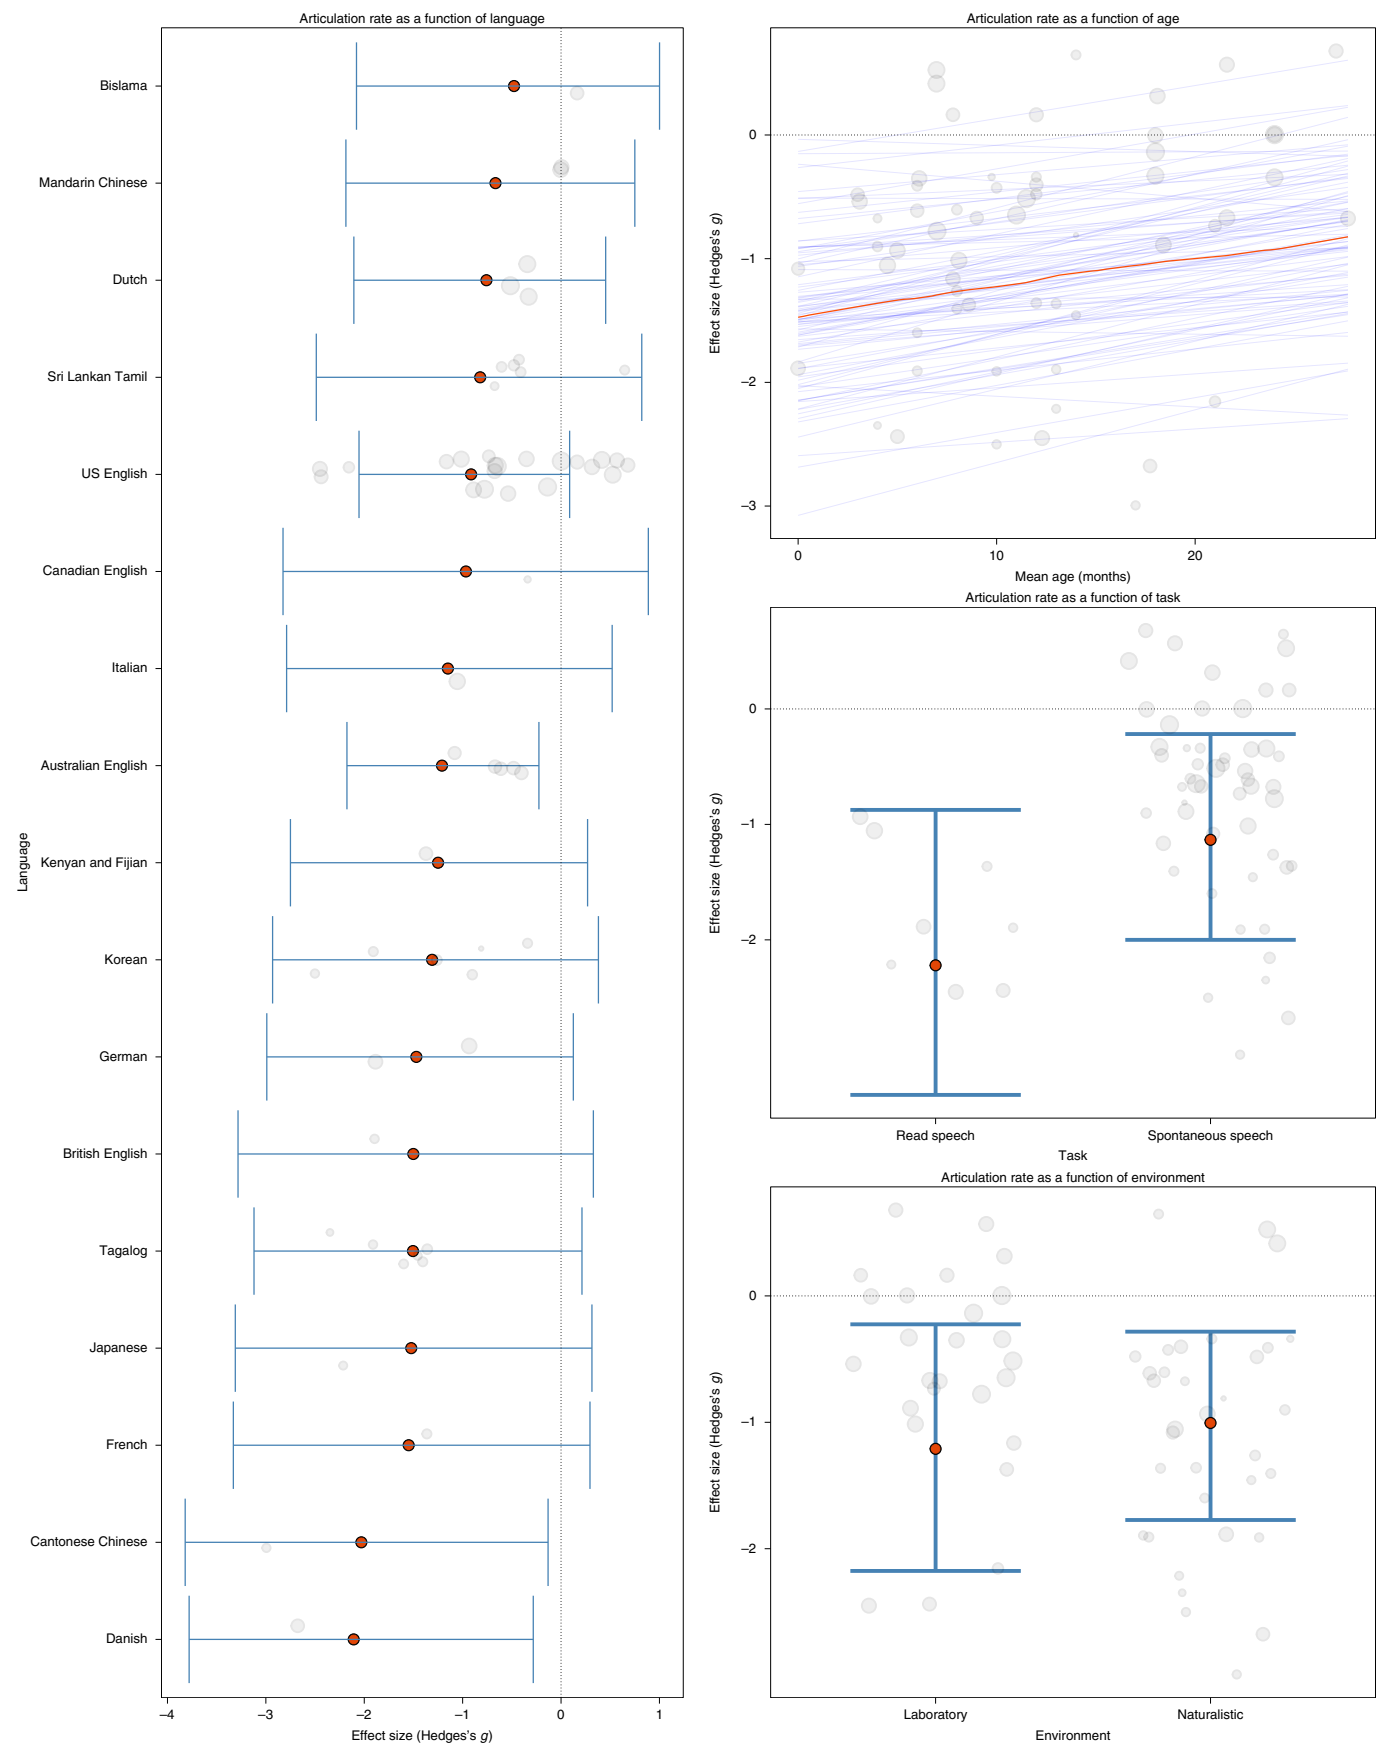 Articulation rate as a function of language
Language
Bislama
Mandarin Chinese
Dutch
Sri Lankan Tamil
US English
Canadian English
Italian
Australian English
Kenyan and Fijian
Korean
German
British English
Tagalog
Japanese
French
Cantonese Chinese
Danish
–4 –3 –2 –1 0 1
Effect size (Hedges's g)
Articulation rate as a function of age
Effect size (Hedges's g)
0
–1
–2
–3
0 10 20
Mean age (months)
Articulation rate as a function of task
Effect size (Hedges's g)
0
–1
–2
Read speech Spontaneous speech
Task
Articulation rate as a function of environment
Effect size (Hedges's g)
0
–1
–2
Laboratory Naturalistic
Environment